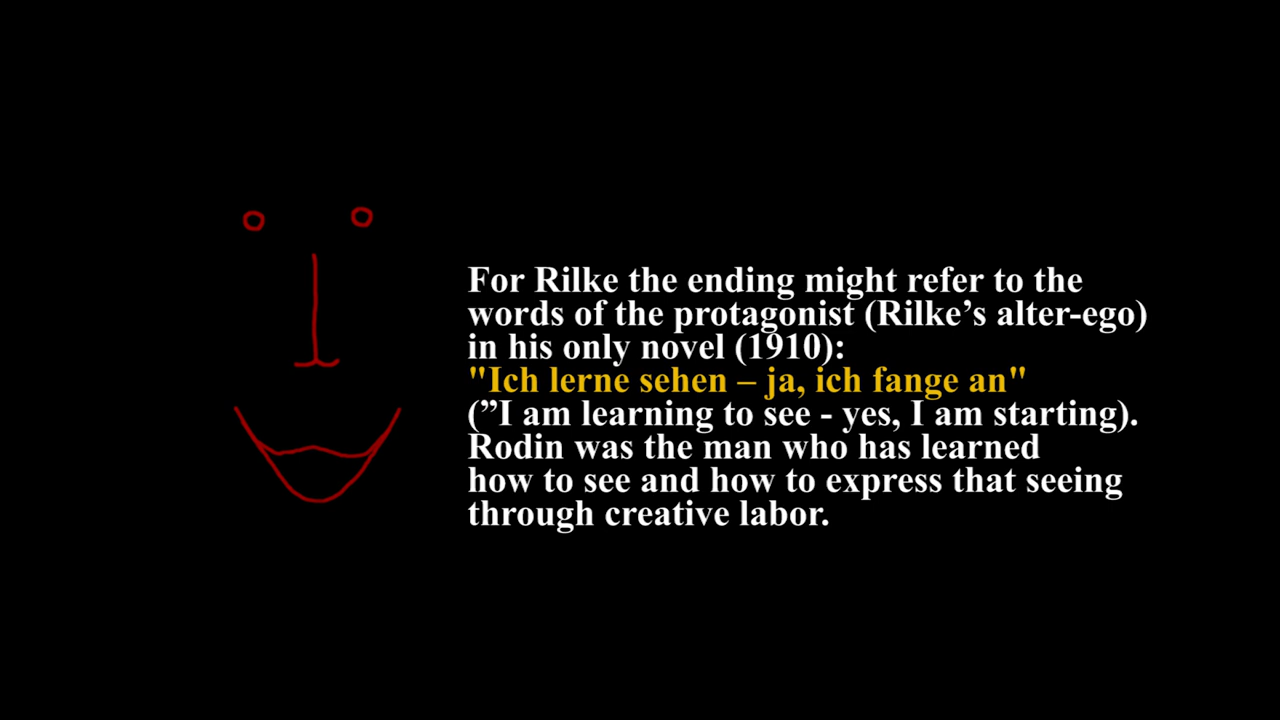 For Rilke the ending might refer to the
words of the protagonist (Rilke’s alter-ego)
in his only novel (1910):
"Ich lerne sehen – ja, ich fange an"
(”I am learning to see - yes, I am starting).
Rodin was the man who has learned
how to see and how to express that seeing
through creative labor.